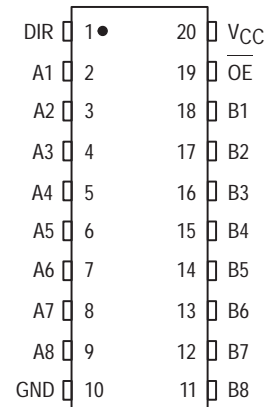 DIR 1 20 VCC
A1 2 19 OE
A2 3 18 B1
A3 4 17 B2
A4 5 16 B3
A5 6 15 B4
A6 7 14 B5
A7 8 13 B6
A8 9 12 B7
GND 10 11 B8